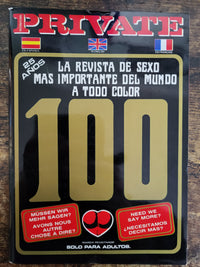 PRIVATE
25 AÑOS
LA REVISTA DE SEXO
MAS IMPORTANTE DEL MUNDO
A TODO COLOR
100
MÜSSEN WIR
MEHR SAGEN?
AVONS NOUS
AUTRE
CHOSE A DIRE?
NEED WE
SAY MORE?
¿NECESITAMOS
DECIR MAS?
SOLO PARA ADULTOS.